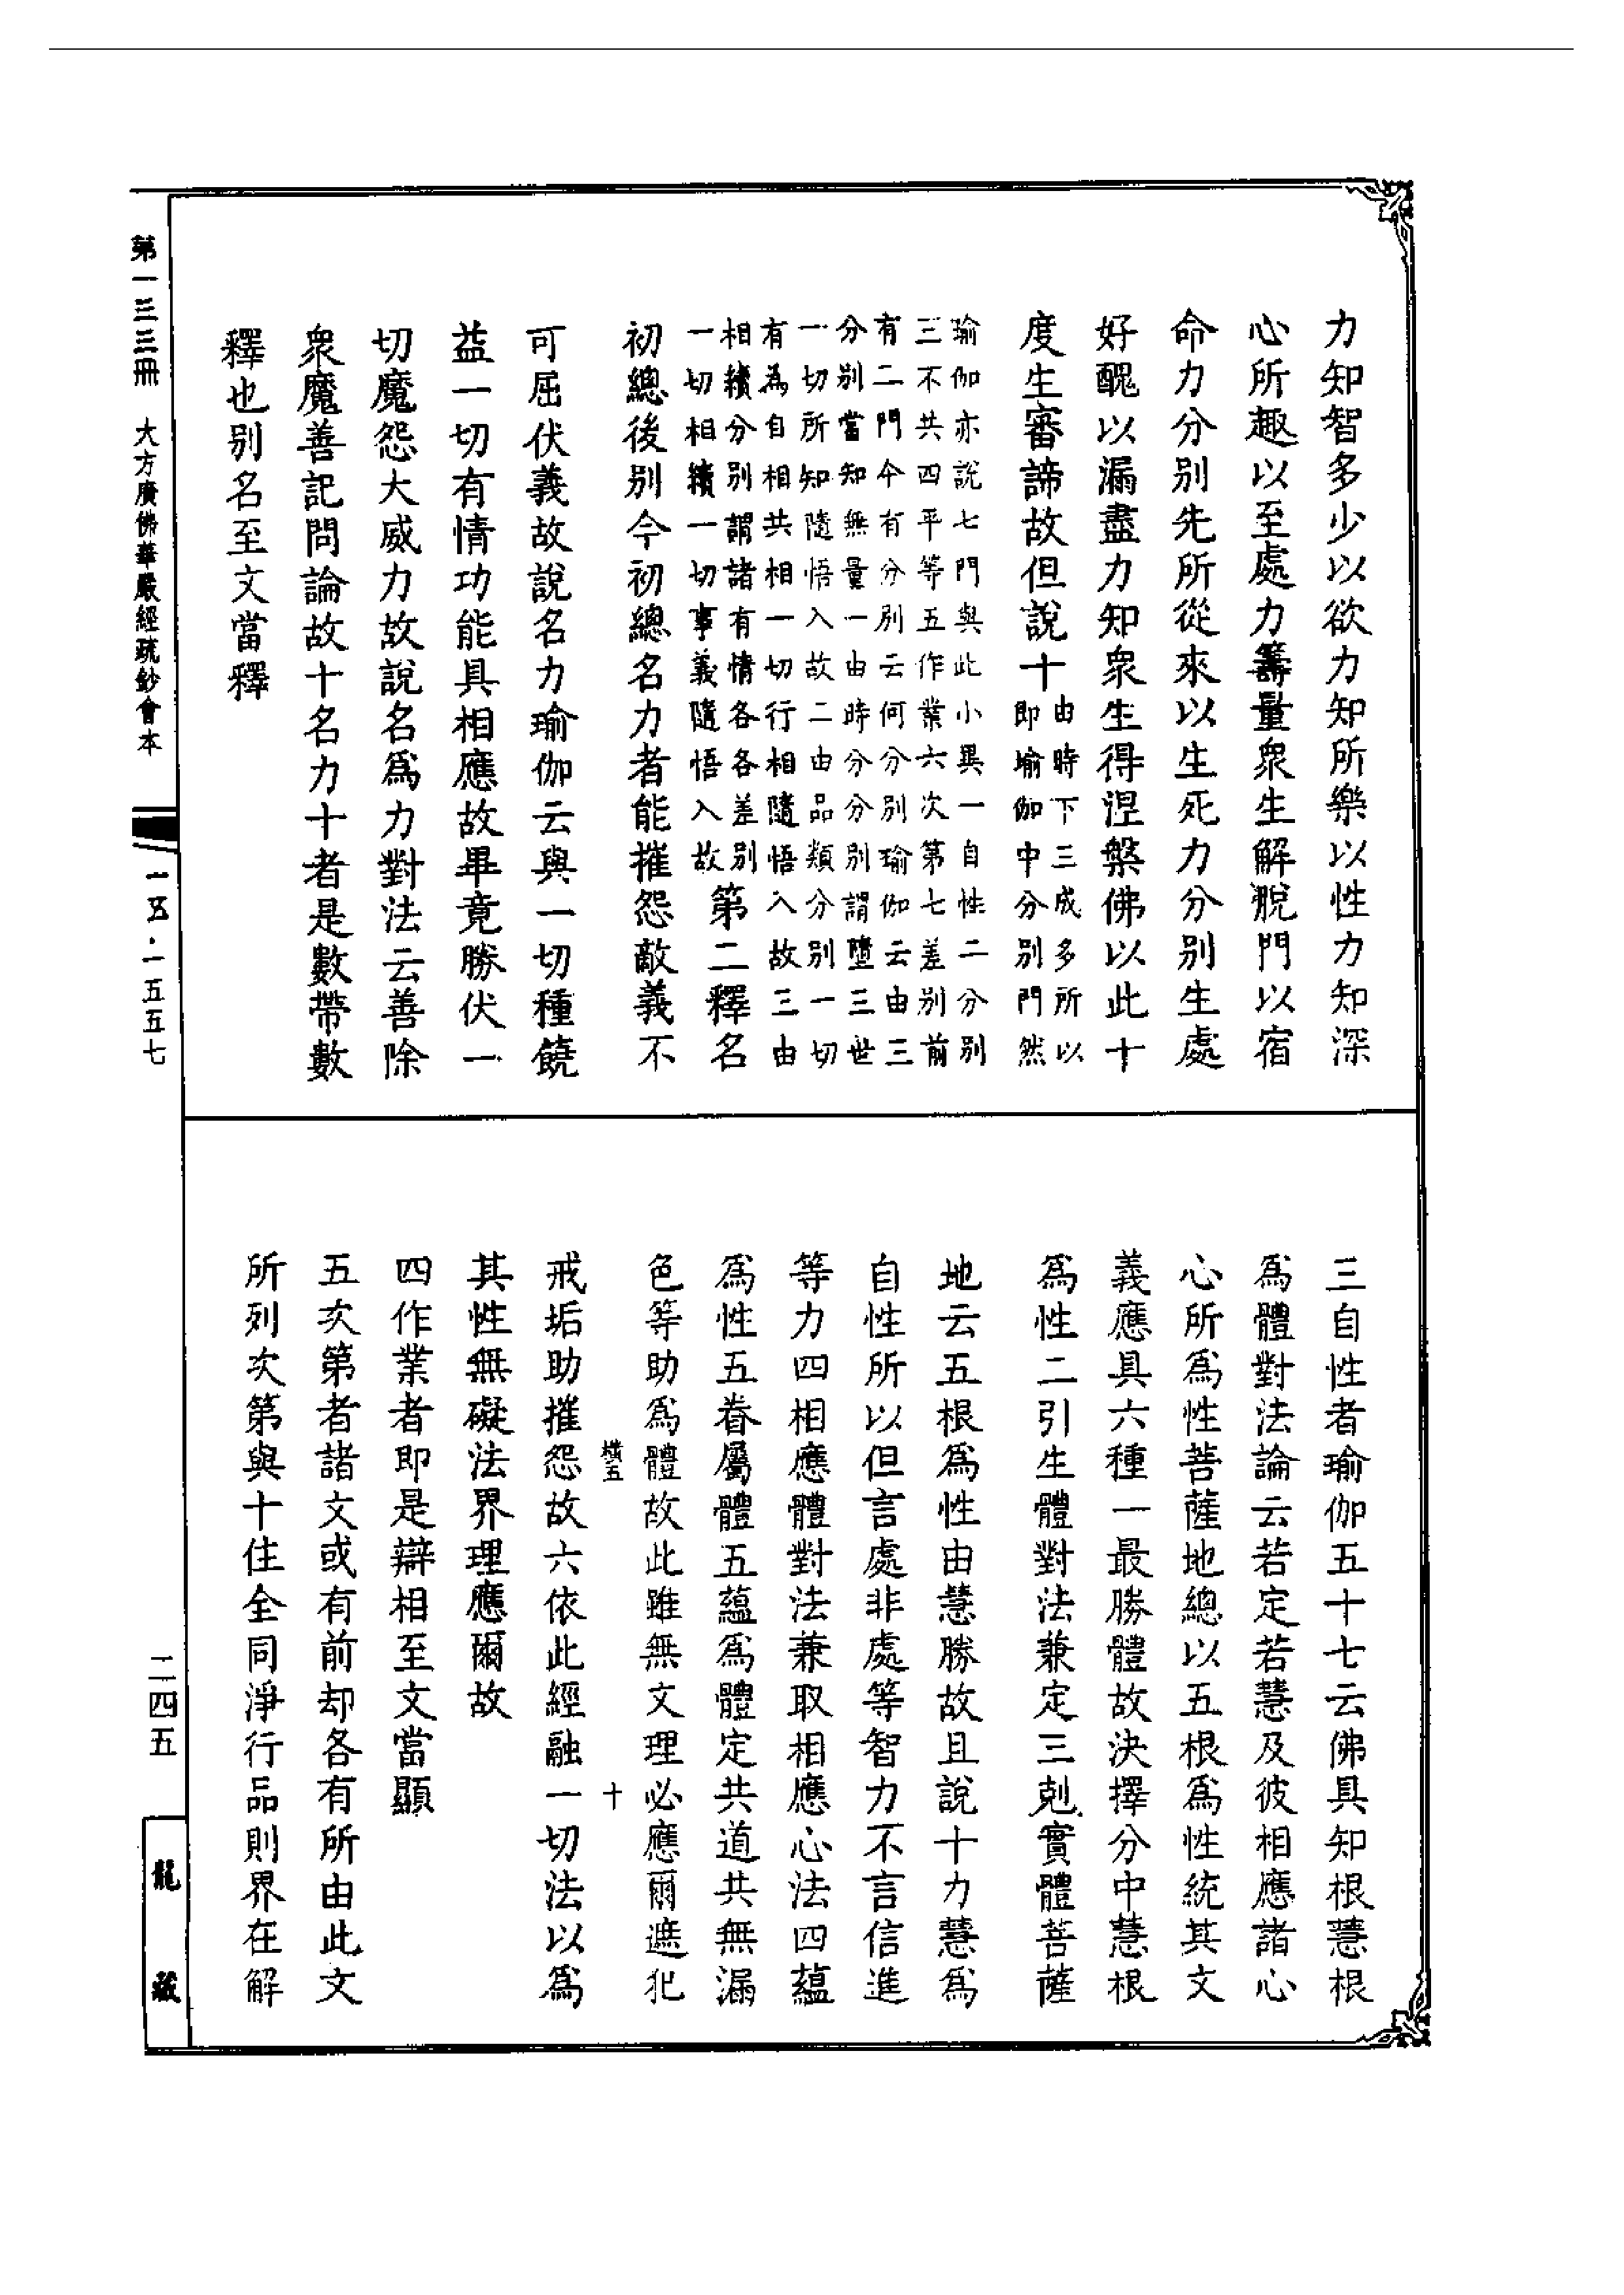 力知智多少以欲力知所樂以性力知深
心所趣以至處力籌量衆生解脫門以宿
命力分別先所從來以生死力分別生處
好醜以漏盡力知衆生得涅槃佛以此十
度生審諦故但說十由時下三成多所以
即瑜伽中分別門然
瑜伽亦說七門與此小異一自性二分別
三不共四平等五作業六次第七差別前
有二門今有分別云何分別瑜伽云由三
分別當知無量一由時分分別謂墮三世
一切所知隨悟入故二由品類分別一切
有為自相共相一切行相隨悟入故三由
相續分別謂諸有情各各差別
一切相續一切事義隨悟入故第二釋名
初總後別今初總名力者能摧怨敵義不
可屈伏義故說名力瑜伽云與一切種饒
益一切有情功能具相應故畢竟勝伏一
切魔怨大威力故說名爲力對法云善除
衆魔善記問論故十名力十者是數帶數
釋也別名至文當釋
三自性者瑜伽五十七云佛具知根慧根
爲體對法論云若定若慧及彼相應諸心
心所爲性菩薩地總以五根爲性統其文
義應具六種一最勝體故決擇分中慧根
爲性二引生體對法兼定三剋實體菩薩
地云五根爲性由慧勝故且說十力慧爲
自性所以但言處非處等智力不言信進
等力四相應體對法兼取相應心法四蘊
爲性五眷屬體五蘊爲體定共道共無漏
色等助爲體故此雖無文理必應爾遮犯
橫五 十
戒垢助摧怨故六依此經融一切法以爲
其性無礙法界理應爾故
四作業者即是辯相至文當顯
五次第者諸文或有前却各有所由此文
所列次第與十住全同淨行品則界在解
第一三三冊 大方廣佛華嚴經疏鈔會本 一五·一五五七
二四五
龍藏